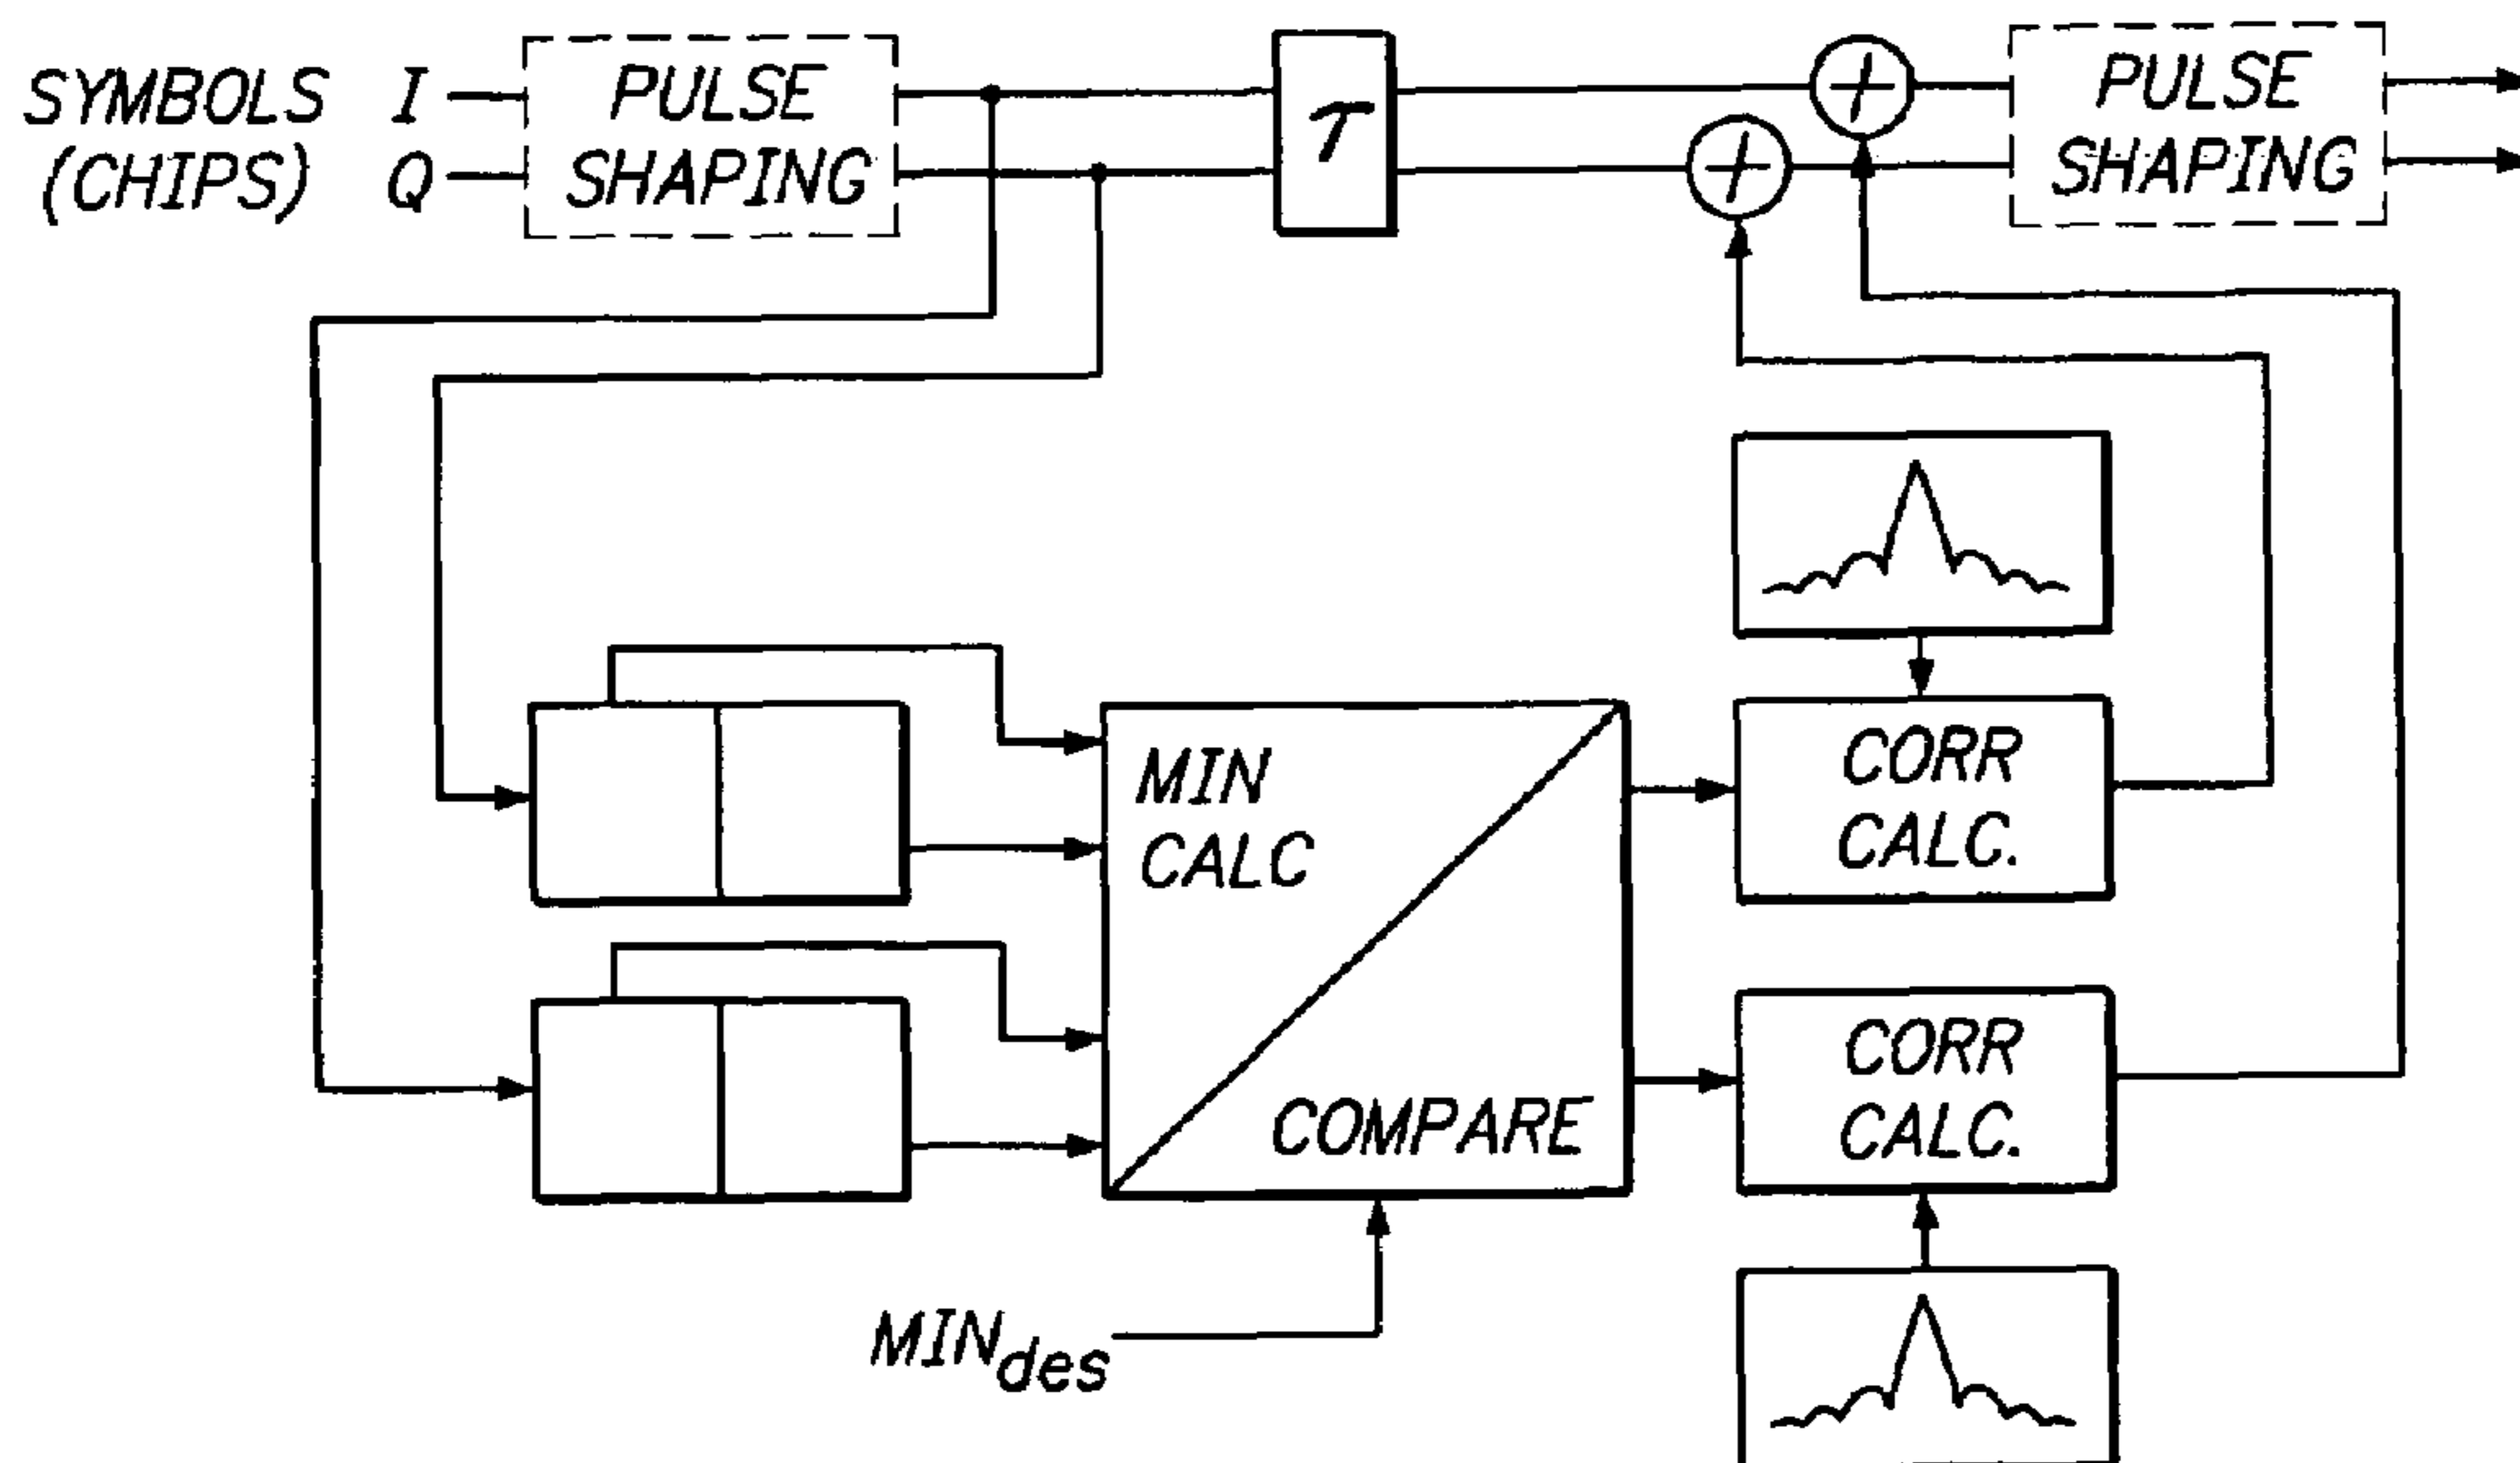 SYMBOLS I
(CHIPS) Q
PULSE
SHAPING
τ
+
+
PULSE
SHAPING
MIN
CALC
COMPARE
CORR
CALC.
CORR
CALC.
MINdes